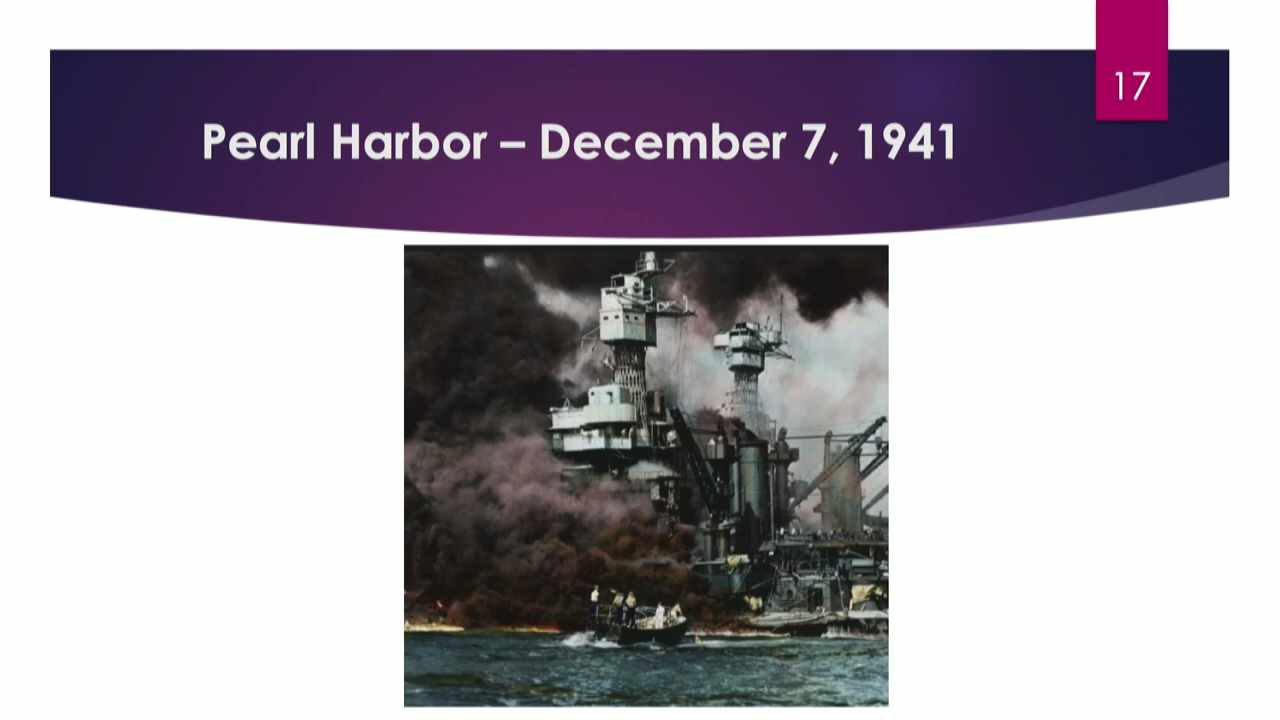 17
Pearl Harbor – December 7, 1941